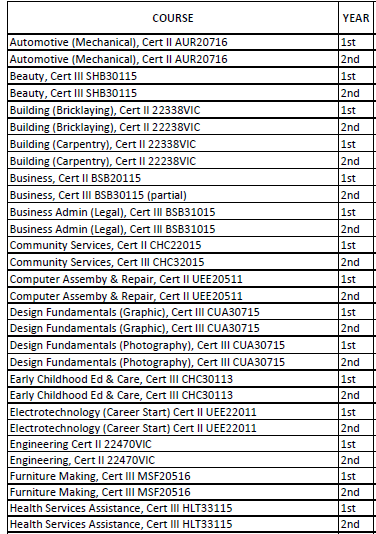 COURSE YEAR
Automotive (Mechanical), Cert II AUR20716 1st
Automotive (Mechanical), Cert II AUR20716 2nd
Beauty, Cert III SHB30115 1st
Beauty, Cert III SHB30115 2nd
Building (Bricklaying), Cert II 22338VIC 1st
Building (Bricklaying), Cert II 22238VIC 2nd
Building (Carpentry), Cert II 22338VIC 1st
Building (Carpentry), Cert II 22238VIC 2nd
Business, Cert II BSB20115 1st
Business, Cert III BSB30115 (partial) 2nd
Business Admin (Legal), Cert III BSB31015 1st
Business Admin (Legal), Cert III BSB31015 2nd
Community Services, Cert II CHC22015 1st
Community Services, Cert III CHC32015 2nd
Computer Assemby & Repair, Cert II UEE20511 1st
Computer Assemby & Repair, Cert II UEE20511 2nd
Design Fundamentals (Graphic), Cert III CUA30715 1st
Design Fundamentals (Graphic), Cert III CUA30715 2nd
Design Fundamentals (Photography), Cert III CUA30715 1st
Design Fundamentals (Photography), Cert III CUA30715 2nd
Early Childhood Ed & Care, Cert III CHC30113 1st
Early Childhood Ed & Care, Cert III CHC30113 2nd
Electrotechnology (Career Start) Cert II UEE22011 1st
Electrotechnology (Career Start) Cert II UEE22011 2nd
Engineering Cert II 22470VIC 1st
Engineering, Cert II 22470VIC 2nd
Furniture Making, Cert III MSF20516 1st
Furniture Making, Cert III MSF20516 2nd
Health Services Assistance, Cert III HLT33115 1st
Health Services Assistance, Cert III HLT33115 2nd